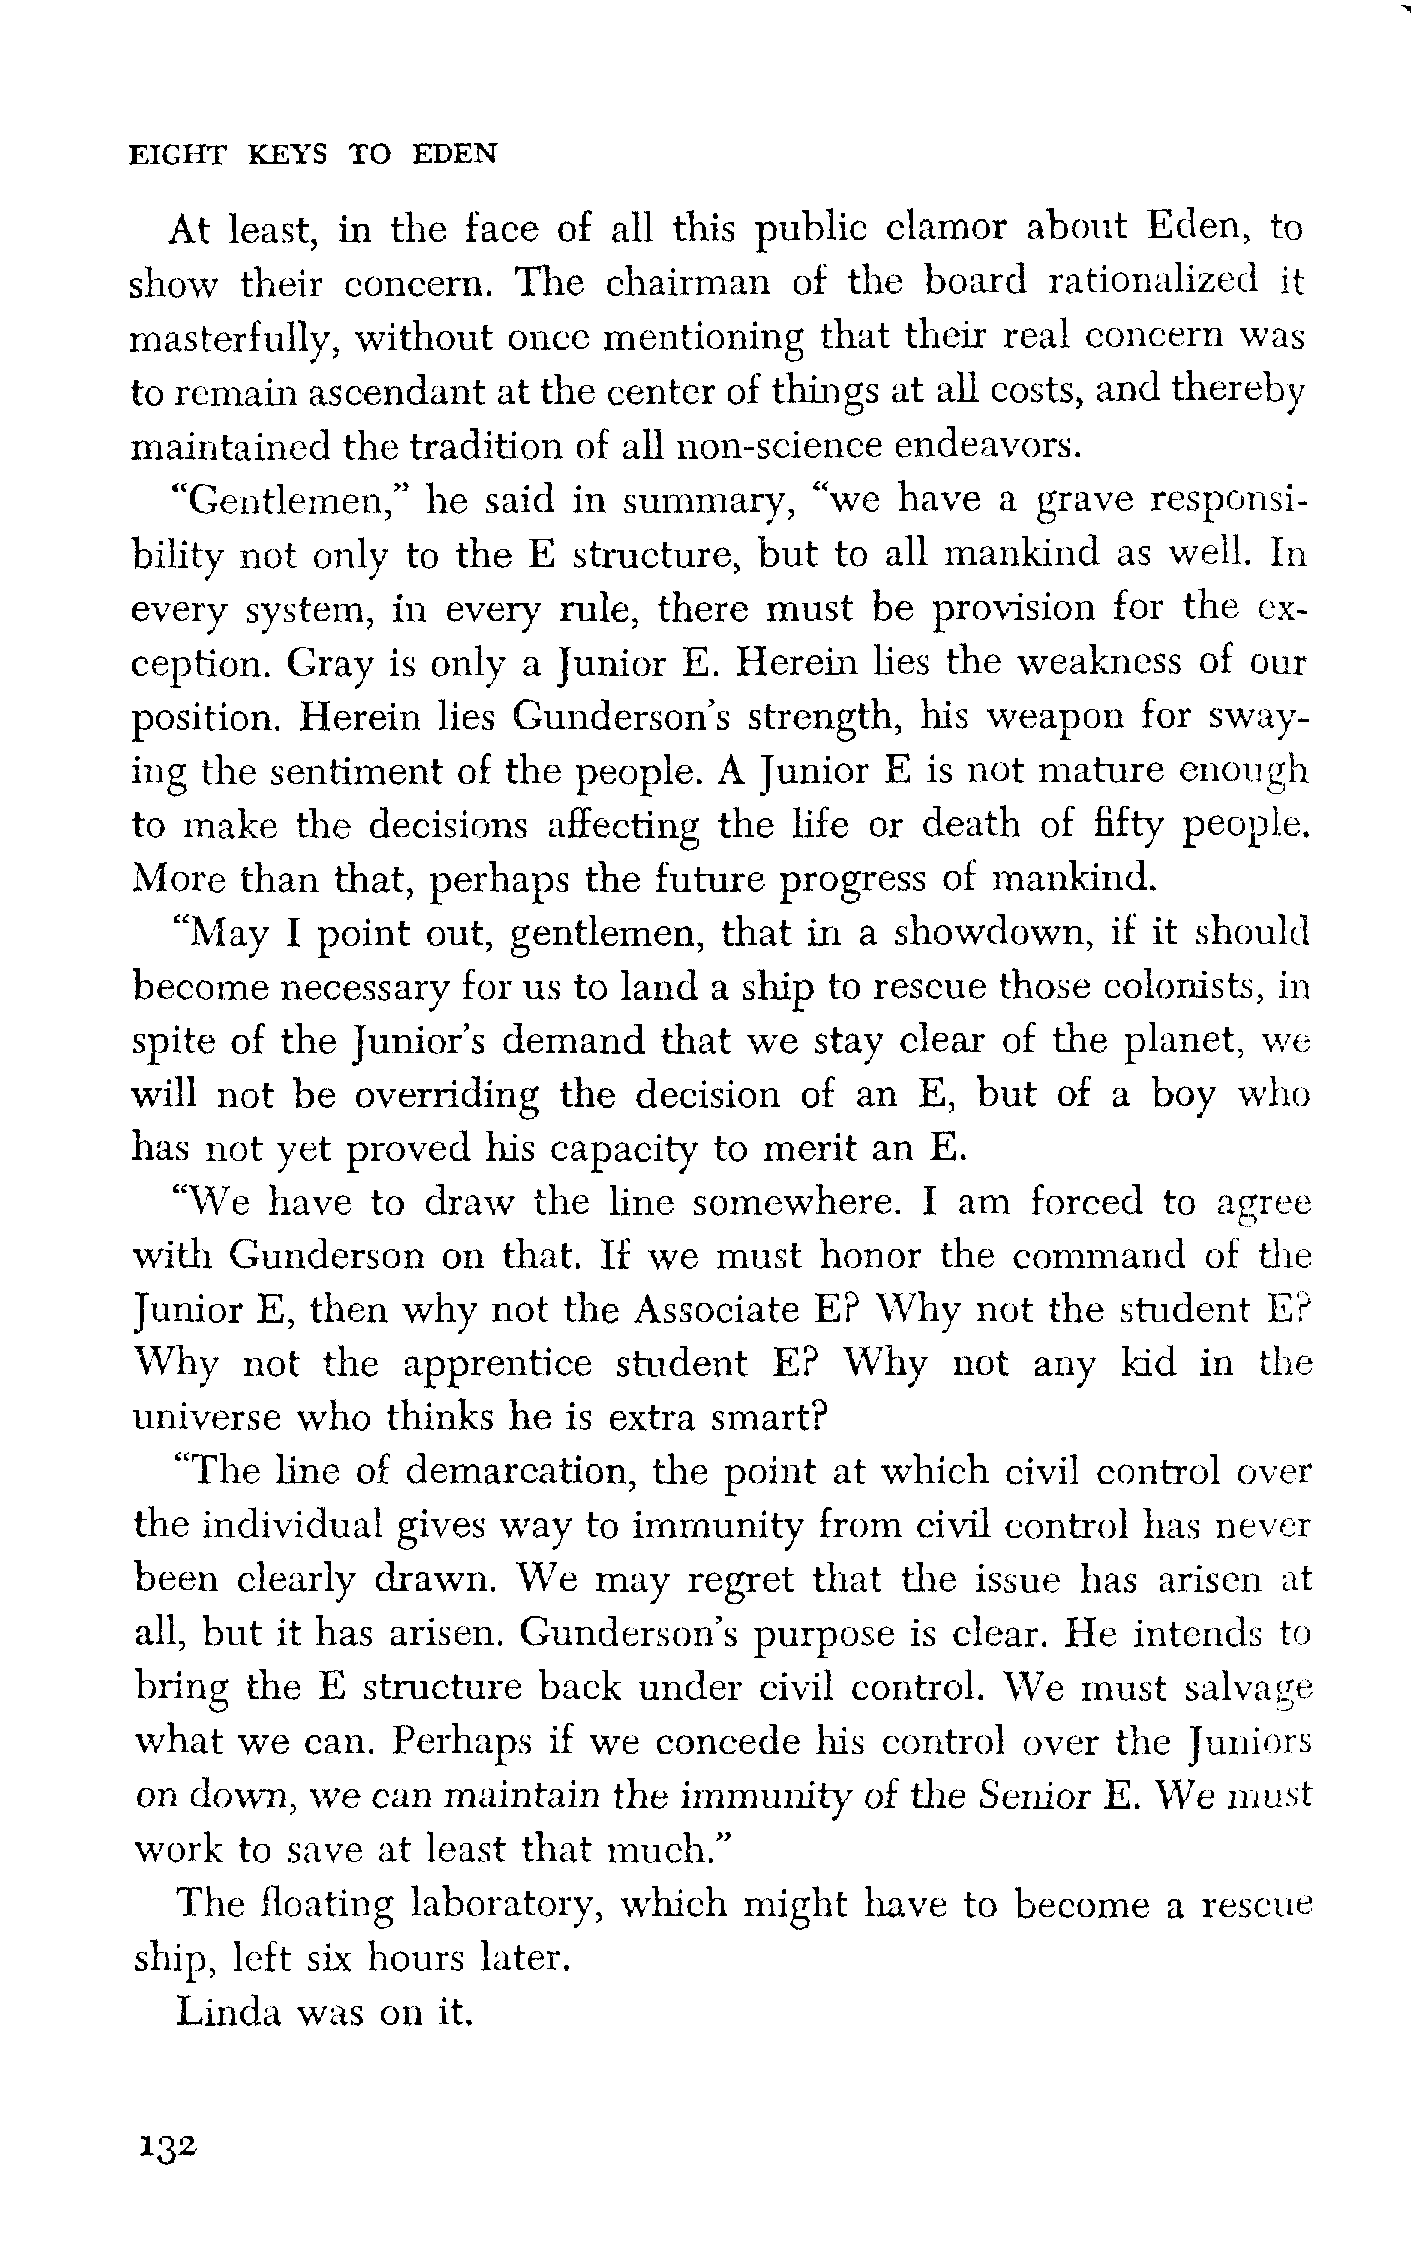 EIGHT KEYS TO EDEN
At least, in the face of all this public clamor about Eden, to
show their concern. The chairman of the board rationalized it
masterfully, without once mentioning that their real concern was
to remain ascendant at the center of things at all costs, and thereby
maintained the tradition of all non-science endeavors.
“Gentlemen,” he said in summary, “we have a grave responsi-
bility not only to the E structure, but to all mankind as well. In
every system, in every rule, there must be provision for the ex-
ception. Gray is only a Junior E. Herein lies the weakness of our
position. Herein lies Gunderson’s strength, his weapon for sway-
ing the sentiment of the people. A Junior E is not mature enough
to make the decisions affecting the life or death of fifty people.
More than that, perhaps the future progress of mankind.
“May I point out, gentlemen, that in a showdown, if it should
become necessary for us to land a ship to rescue those colonists, in
spite of the Junior’s demand that we stay clear of the planet, we
will not be overriding the decision of an E, but of a boy who
has not yet proved his capacity to merit an E.
“We have to draw the line somewhere. I am forced to agree
with Gunderson on that. If we must honor the command of the
Junior E, then why not the Associate E? Why not the student E?
Why not the apprentice student E? Why not any kid in the
universe who thinks he is extra smart?
“The line of demarcation, the point at which civil control over
the individual gives way to immunity from civil control has never
been clearly drawn. We may regret that the issue has arisen at
all, but it has arisen. Gunderson’s purpose is clear. He intends to
bring the E structure back under civil control. We must salvage
what we can. Perhaps if we concede his control over the Juniors
on down, we can maintain the immunity of the Senior E. We must
work to save at least that much.”
The floating laboratory, which might have to become a rescue
ship, left six hours later.
Linda was on it.
132